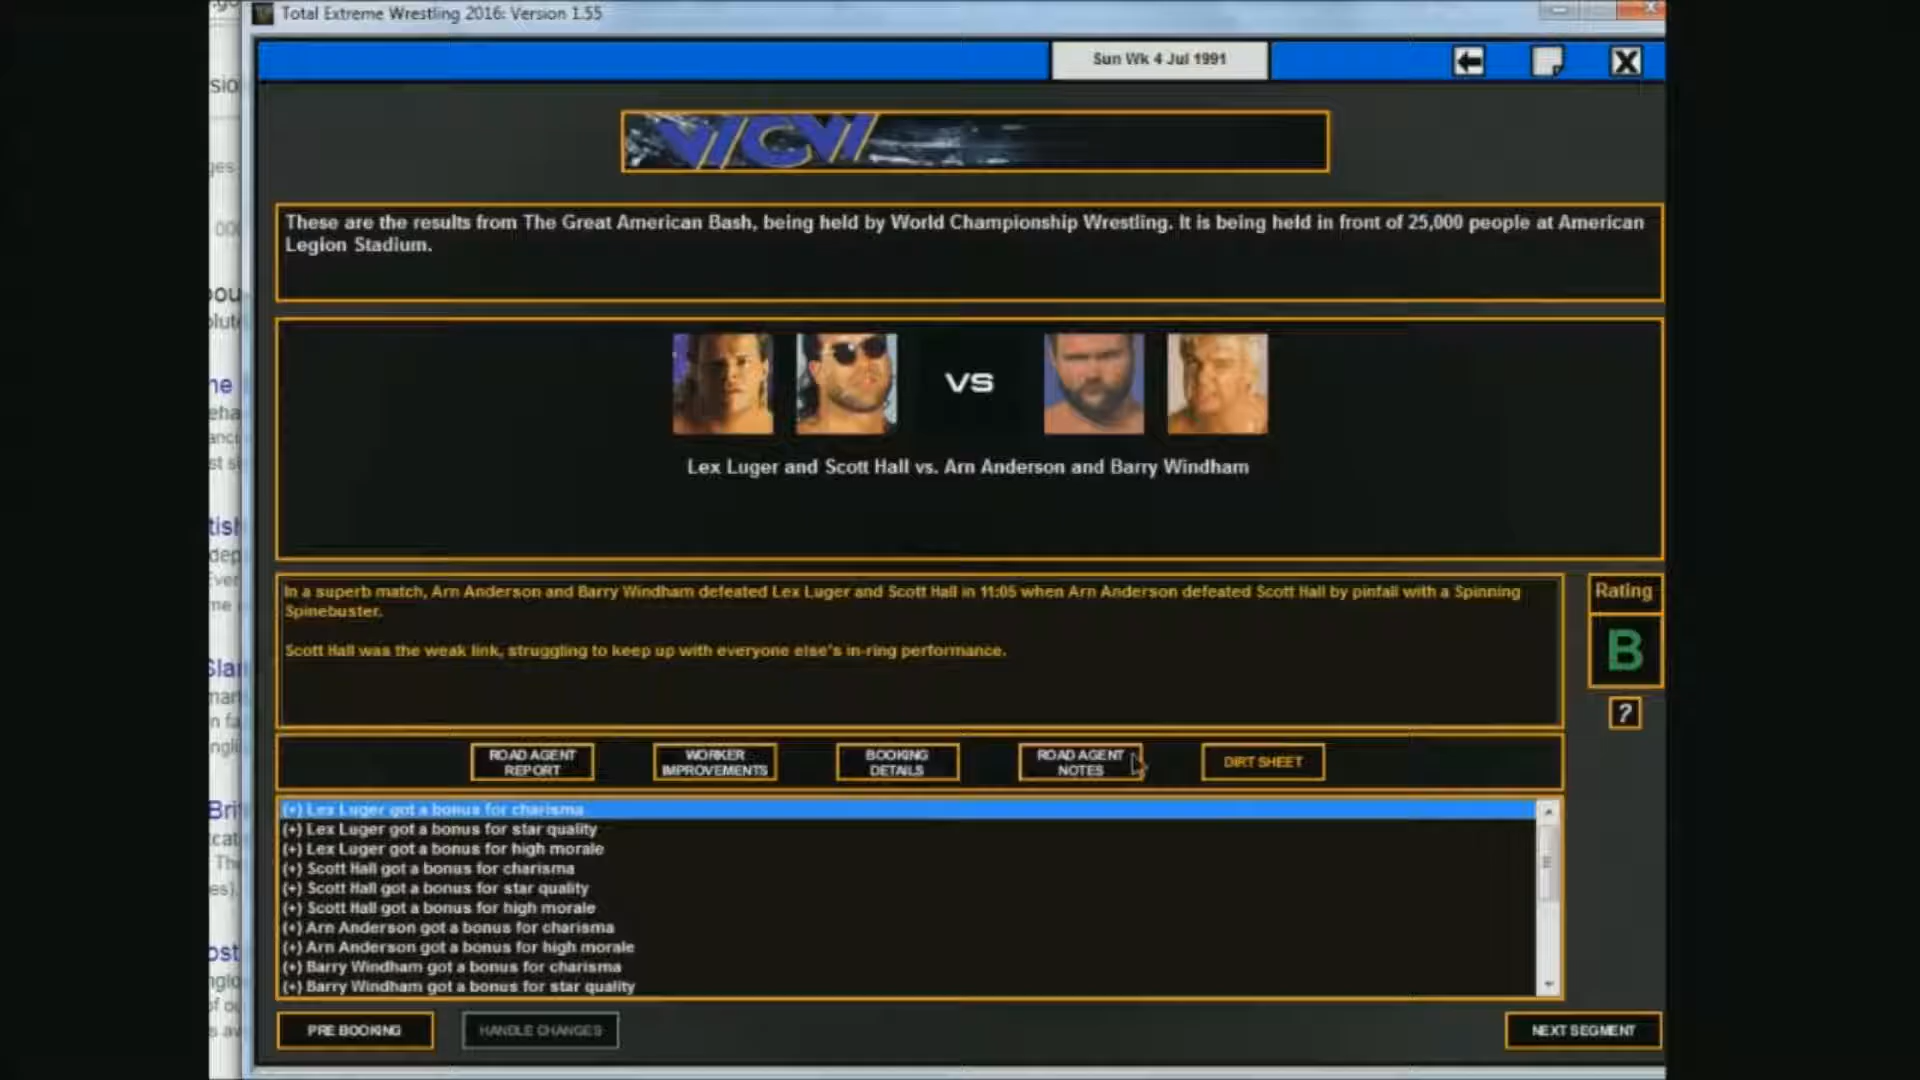 Total Extreme Wrestling 2016: Version 1.55
Sun Wk 4 Jul 1991
WCW
These are the results from The Great American Bash, being held by World Championship Wrestling. It is being held in front of 25,000 people at American
Legion Stadium.
VS
Lex Luger and Scott Hall vs. Arn Anderson and Barry Windham
In a superb match, Arn Anderson and Barry Windham defeated Lex Luger and Scott Hall in 11:05 when Arn Anderson defeated Scott Hall by pinfall with a Spinning
Spinebuster.
Scott Hall was the weak link, struggling to keep up with everyone else's in-ring performance.
Rating
B
?
ROAD AGENT
REPORT
WORKER
IMPROVEMENTS
BOOKING
DETAILS
ROAD AGENT
NOTES
DIRT SHEET
(+) Lex Luger got a bonus for charisma
(+) Lex Luger got a bonus for star quality
(+) Lex Luger got a bonus for high morale
(+) Scott Hall got a bonus for charisma
(+) Scott Hall got a bonus for star quality
(+) Scott Hall got a bonus for high morale
(+) Arn Anderson got a bonus for charisma
(+) Arn Anderson got a bonus for high morale
(+) Barry Windham got a bonus for charisma
(+) Barry Windham got a bonus for star quality
PRE BOOKING
HANDLE CHANGES
NEXT SEGMENT